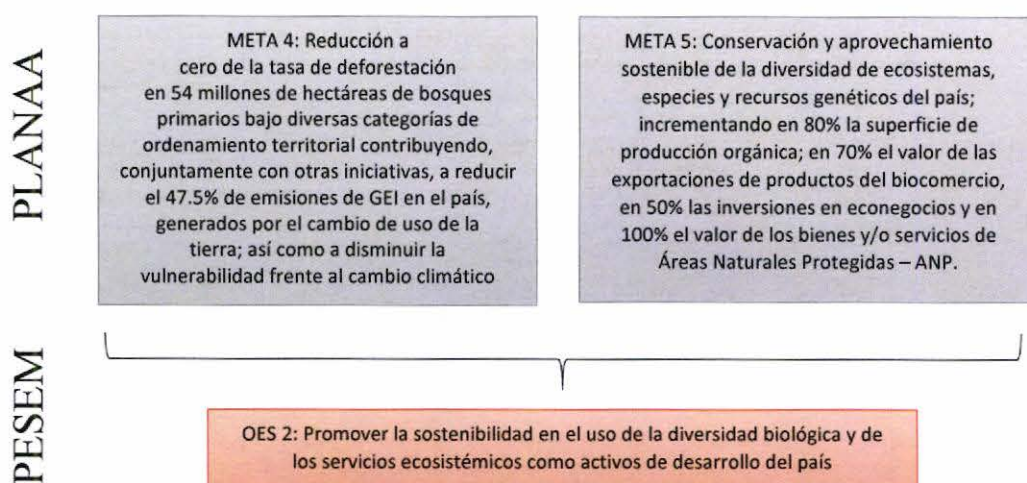 PLANAA
META 4: Reducción a
cero de la tasa de deforestación
en 54 millones de hectáreas de bosques
primarios bajo diversas categorías de
ordenamiento territorial contribuyendo,
conjuntamente con otras iniciativas, a reducir
el 47.5% de emisiones de GEI en el país,
generados por el cambio de uso de la
tierra; así como a disminuir la
vulnerabilidad frente al cambio climático
META 5: Conservación y aprovechamiento
sostenible de la diversidad de ecosistemas,
especies y recursos genéticos del país;
incrementando en 80% la superficie de
producción orgánica; en 70% el valor de las
exportaciones de productos del biocomercio,
en 50% las inversiones en econegocios y en
100% el valor de los bienes y/o servicios de
Áreas Naturales Protegidas – ANP.
PESEM
OES 2: Promover la sostenibilidad en el uso de la diversidad biológica y de
los servicios ecosistémicos como activos de desarrollo del país